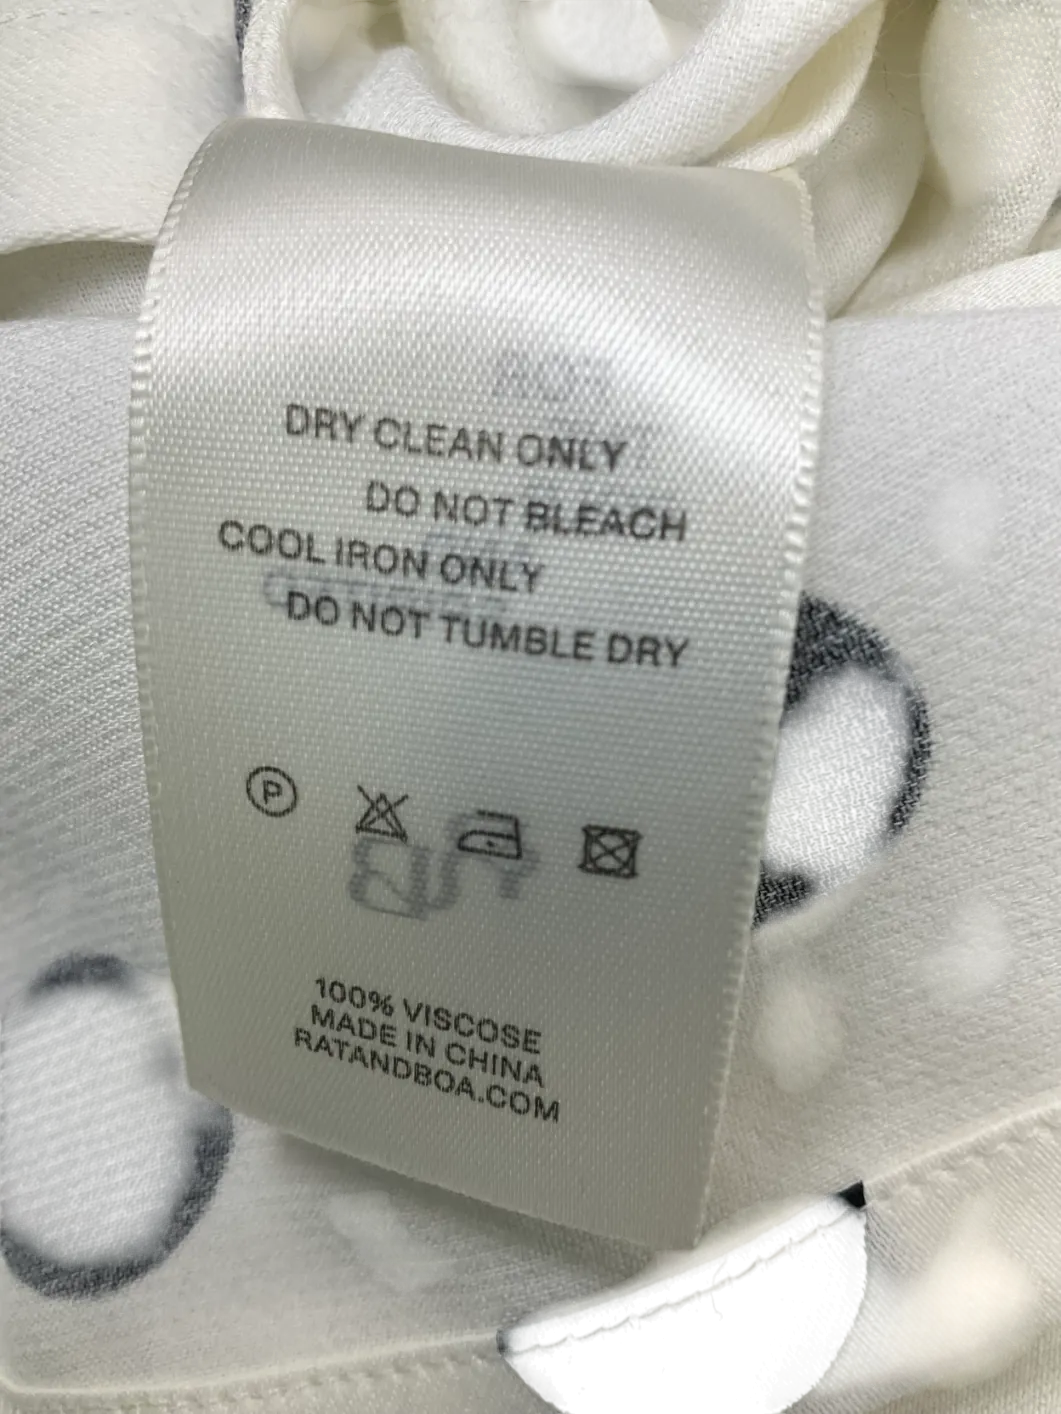 DRY CLEAN ONLY
DO NOT BLEACH
COOL IRON ONLY
DO NOT TUMBLE DRY
P
100% VISCOSE
MADE IN CHINA
RATANDBOA.COM